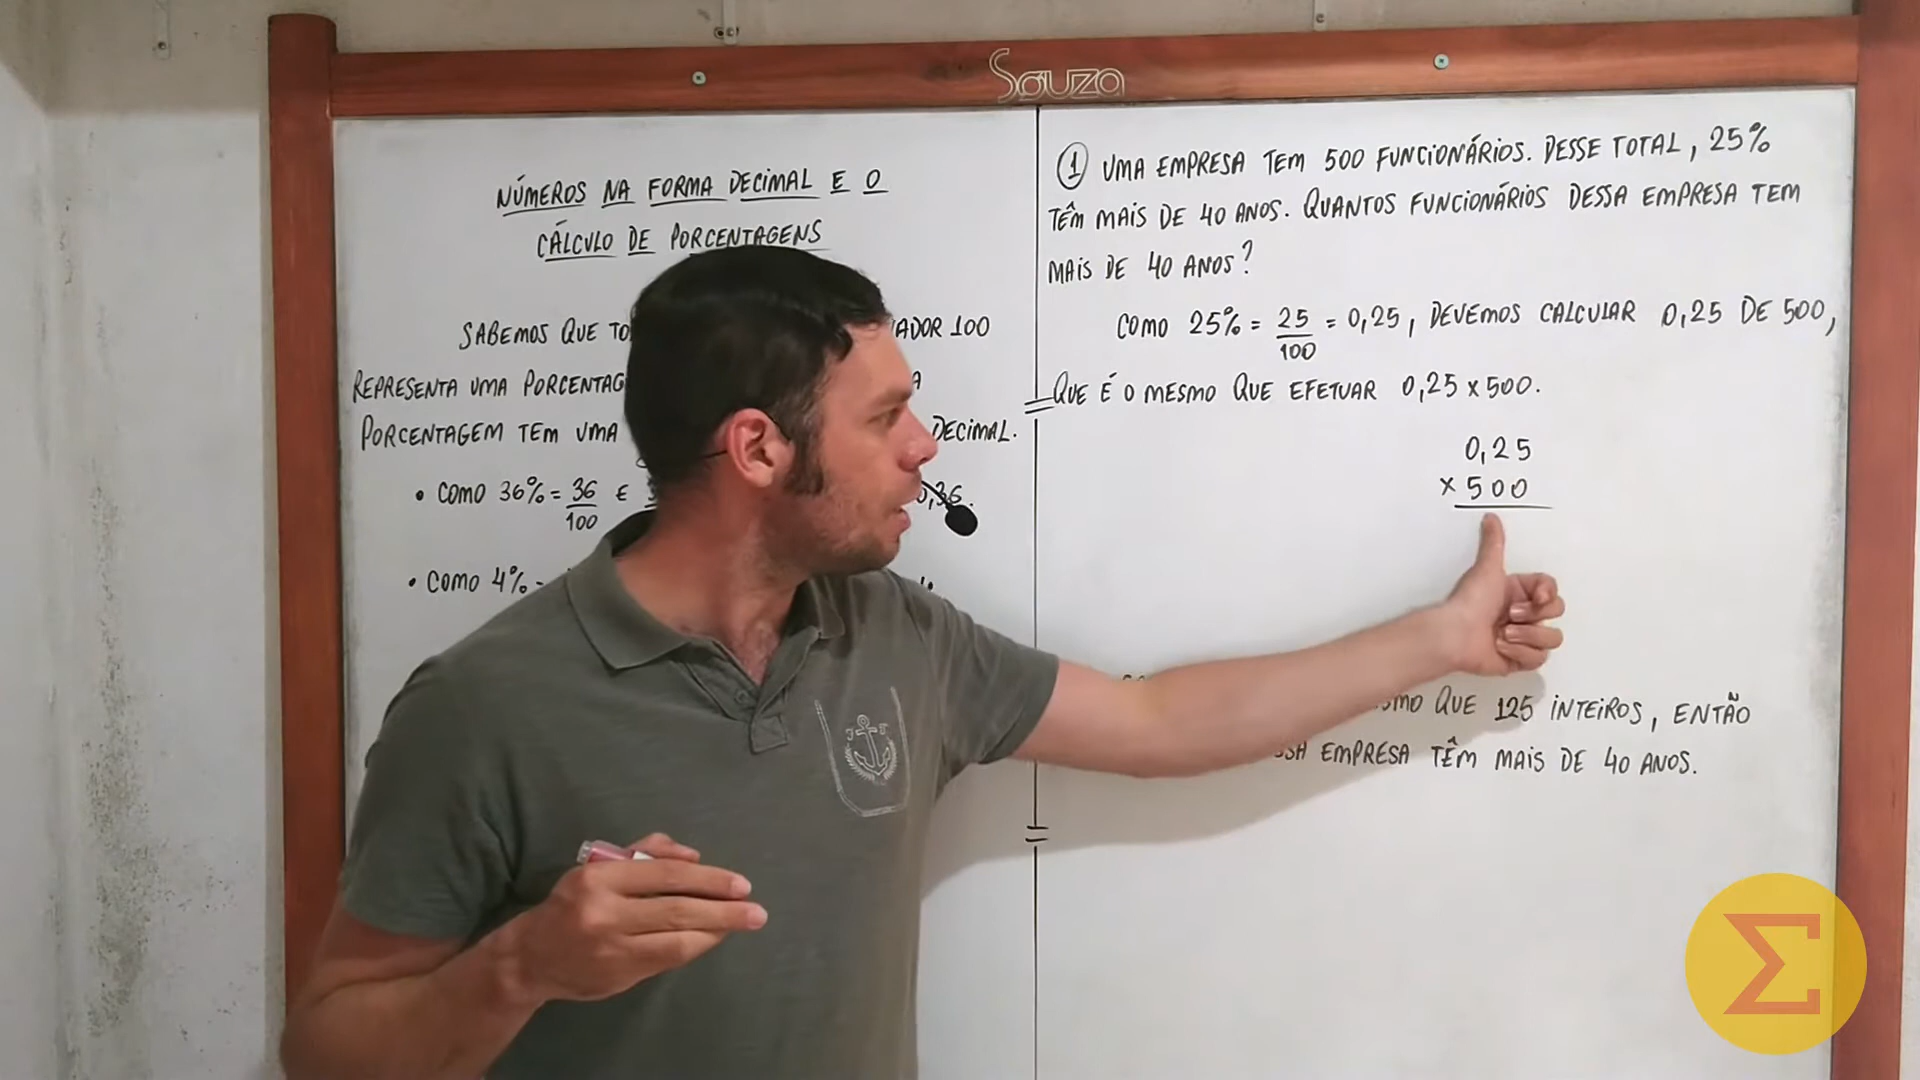 Souza
NÚMEROS NA FORMA DECIMAL E O
CÁLCULO DE PORCENTAGENS
SABEMOS QUE 100
REPRESENTA UMA
PORCENTAGEM TEM UMA DECIMAL.
• COMO 36% = 36/100 E 0,36.
• COMO 4% =
① UMA EMPRESA TEM 500 FUNCIONÁRIOS. DESSE TOTAL, 25%
TÊM MAIS DE 40 ANOS. QUANTOS FUNCIONÁRIOS DESSA EMPRESA TEM
MAIS DE 40 ANOS?
COMO 25% = 25/100 = 0,25, DEVEMOS CALCULAR 0,25 DE 500,
QUE É O MESMO QUE EFETUAR 0,25 x 500.
0,25
x 500
QUE 125 INTEIROS, ENTÃO
EMPRESA TÊM MAIS DE 40 ANOS.
Σ